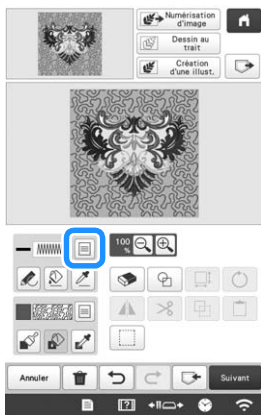 Numérisation
d'image
Dessin au
trait
Création
d'une illust.
100
%
Annuler
Suivant